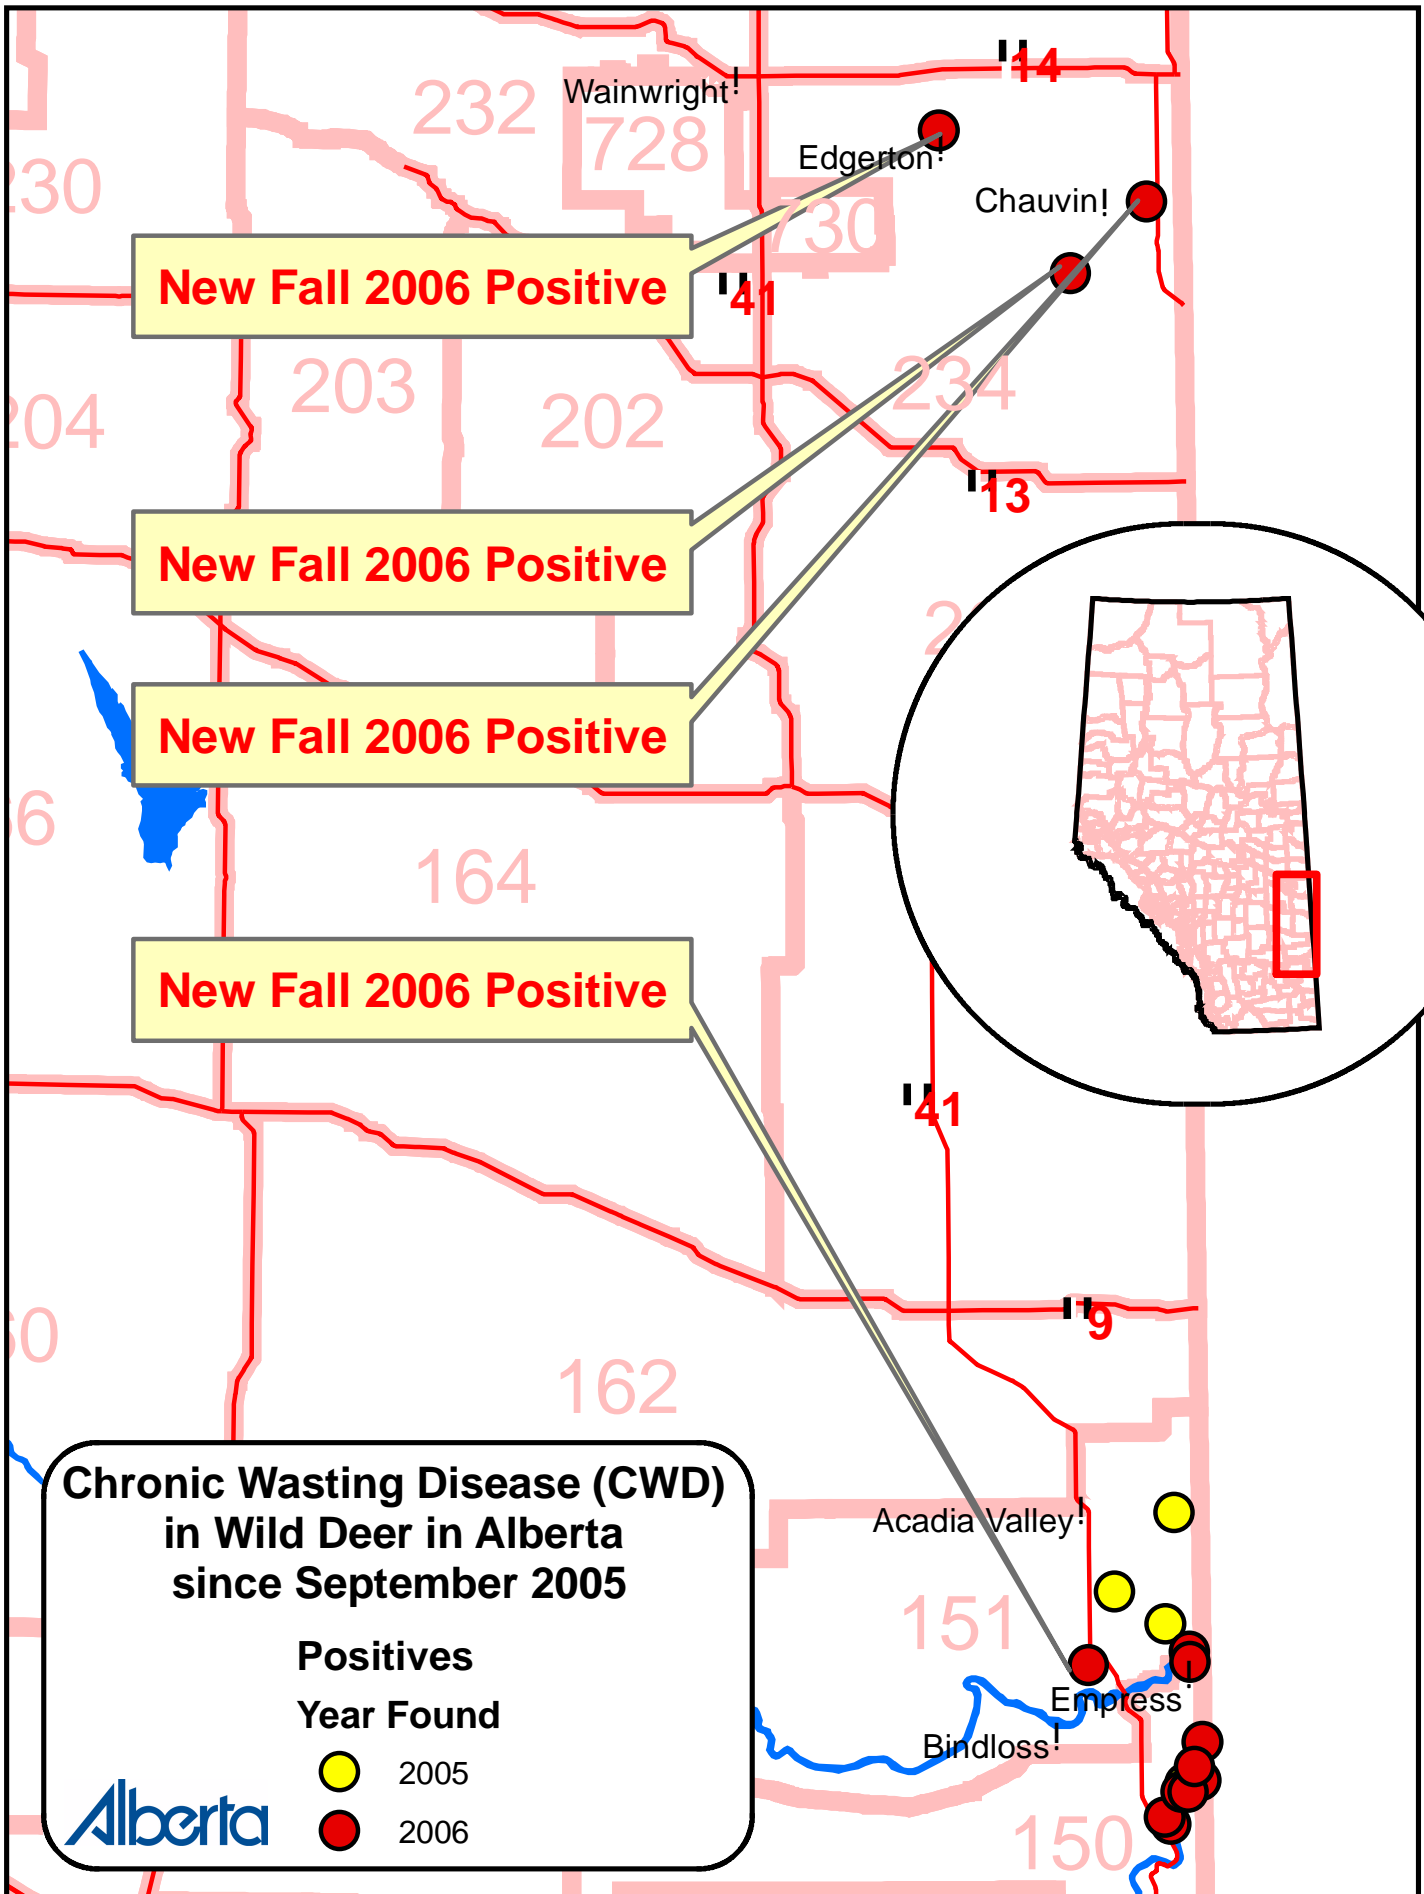 14
Wainwright
232
728
Edgerton
230
Chauvin
730
New Fall 2006 Positive
41
203
234
204
202
13
New Fall 2006 Positive
New Fall 2006 Positive
164
New Fall 2006 Positive
41
9
162
Acadia Valley
151
Empress
Bindloss
150
Chronic Wasting Disease (CWD)
in Wild Deer in Alberta
since September 2005
Positives
Year Found
2005
2006
Alberta